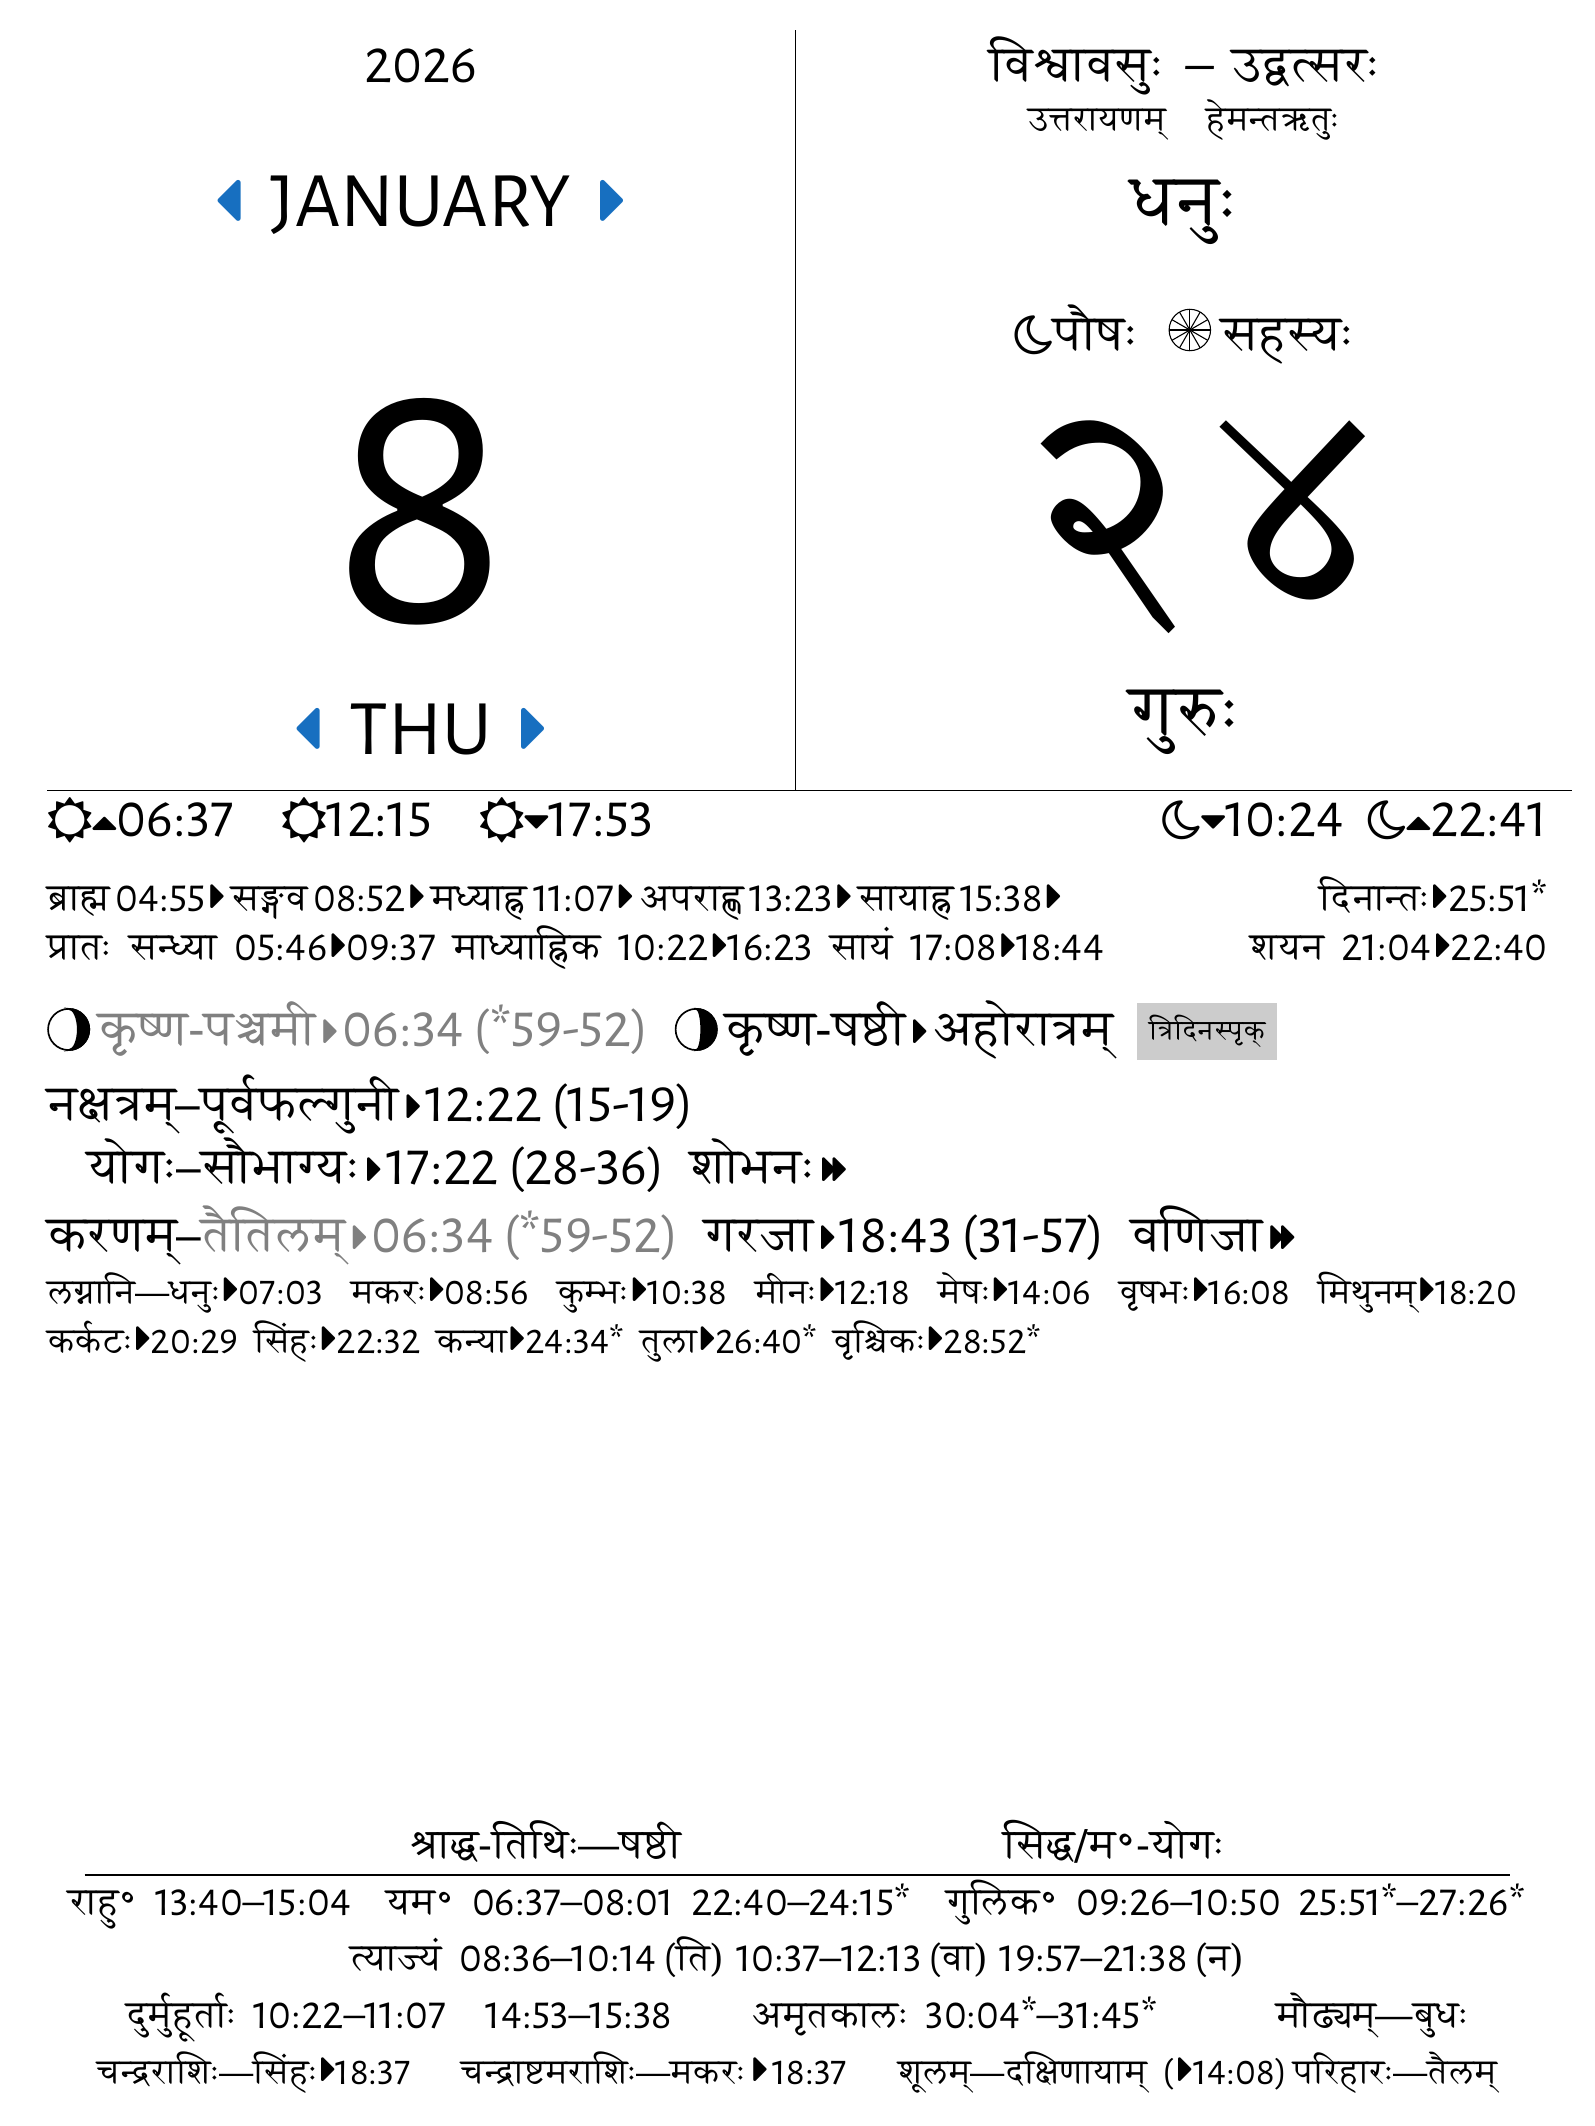 2026
JANUARY
8
THU
विश्वावसुः – उद्वत्सरः
उत्तरायणम् हेमन्तऋतुः
धनुः
पौषः सहस्यः
२४
गुरुः
06:37 12:15 17:53 10:24 22:41
ब्राह्म 04:55 सङ्गव 08:52 मध्याह्न 11:07 अपराह्ण 13:23 सायाह्न 15:38 दिनान्तः 25:51*
प्रातः सन्ध्या 05:46 09:37 माध्याह्निक 10:22 16:23 सायं 17:08 18:44 शयन 21:04 22:40
कृष्ण-पञ्चमी 06:34 (*59-52) कृष्ण-षष्ठी अहोरात्रम् त्रिदिनस्पृक्
नक्षत्रम्–पूर्वफल्गुनी 12:22 (15-19)
योगः–सौभाग्यः 17:22 (28-36) शोभनः
करणम्–तैतिलम् 06:34 (*59-52) गरजा 18:43 (31-57) वणिजा
लग्नानि—धनुः 07:03 मकरः 08:56 कुम्भः 10:38 मीनः 12:18 मेषः 14:06 वृषभः 16:08 मिथुनम् 18:20
कर्कटः 20:29 सिंहः 22:32 कन्या 24:34* तुला 26:40* वृश्चिकः 28:52*
श्राद्ध-तिथिः—षष्ठी सिद्ध/म॰-योगः
राहु॰ 13:40–15:04 यम॰ 06:37–08:01 22:40–24:15* गुलिक॰ 09:26–10:50 25:51*–27:26*
त्याज्यं 08:36–10:14 (ति) 10:37–12:13 (वा) 19:57–21:38 (न)
दुर्मुहूर्ताः 10:22–11:07 14:53–15:38 अमृतकालः 30:04*–31:45* मौढ्यम्—बुधः
चन्द्रराशिः—सिंहः 18:37 चन्द्राष्टमराशिः—मकरः 18:37 शूलम्—दक्षिणायाम् (14:08) परिहारः—तैलम्